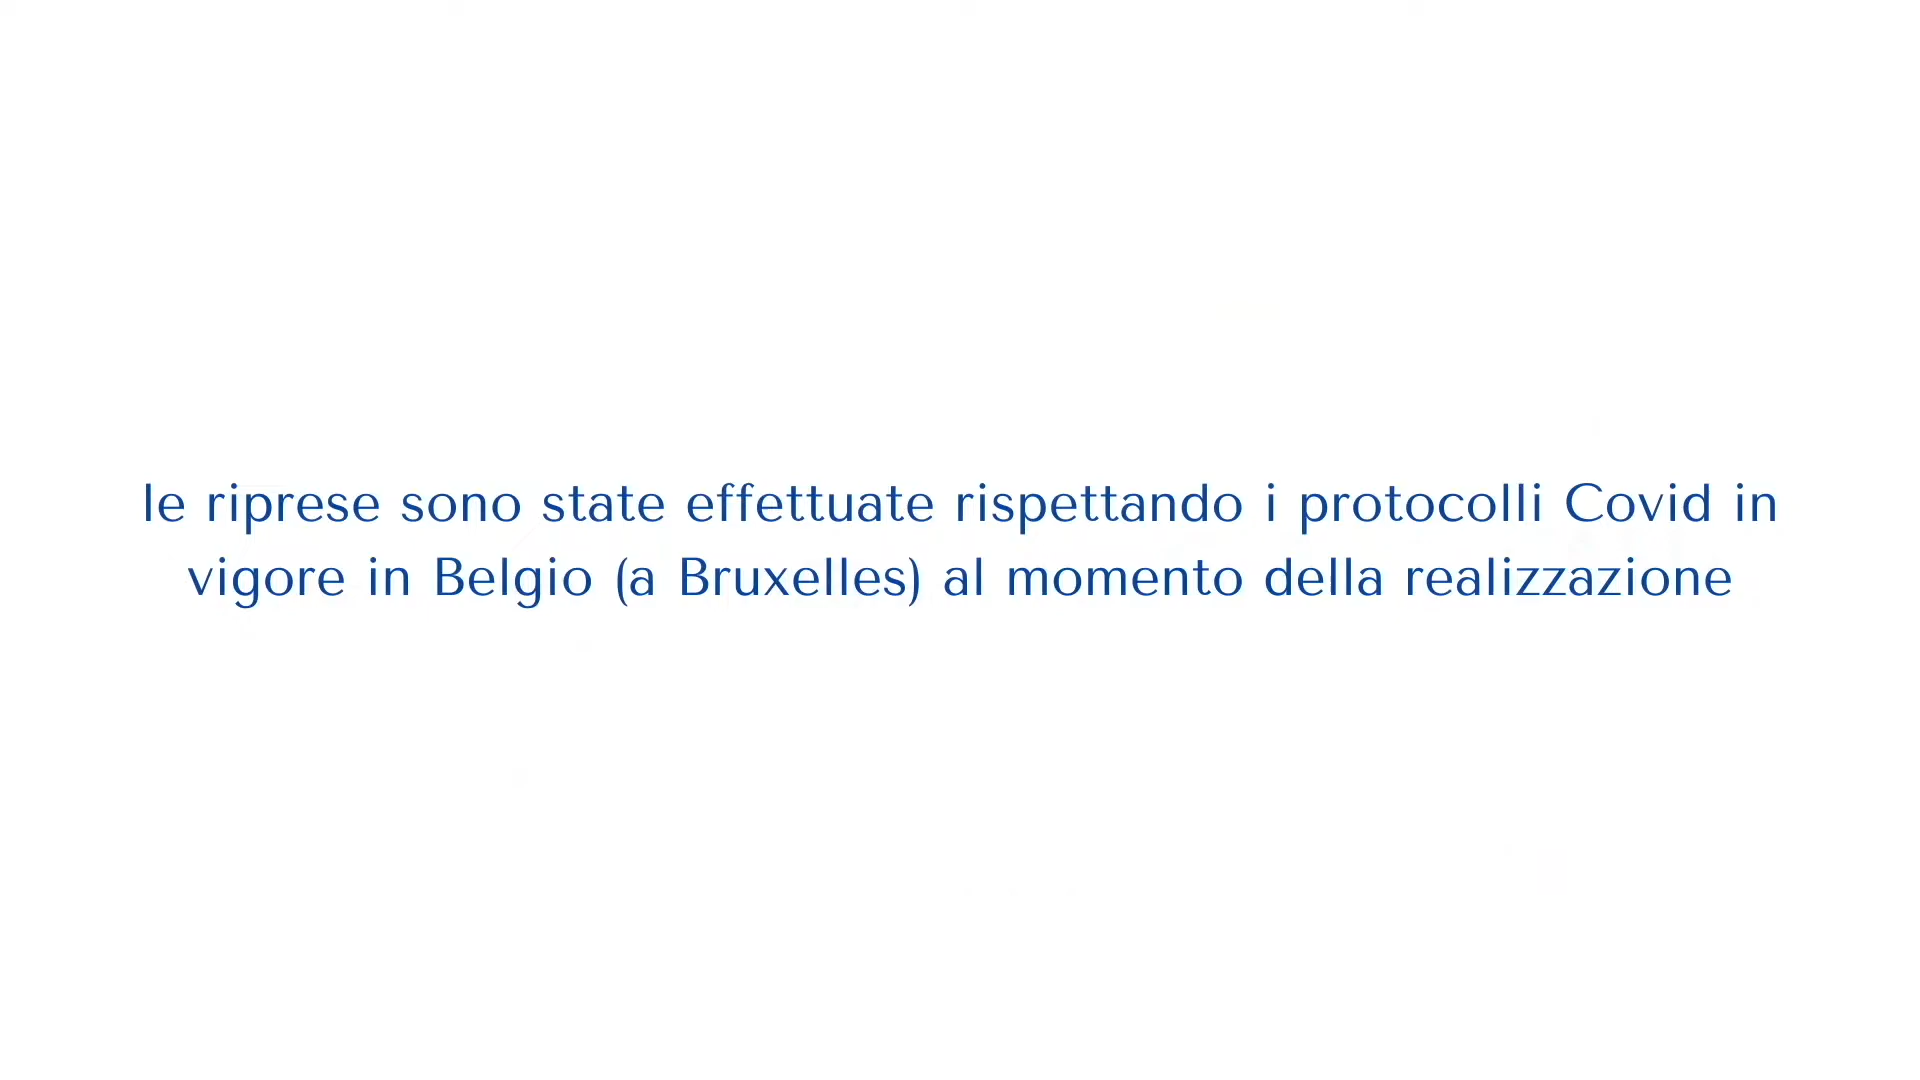 le riprese sono state effettuate rispettando i protocolli Covid in
vigore in Belgio (a Bruxelles) al momento della realizzazione